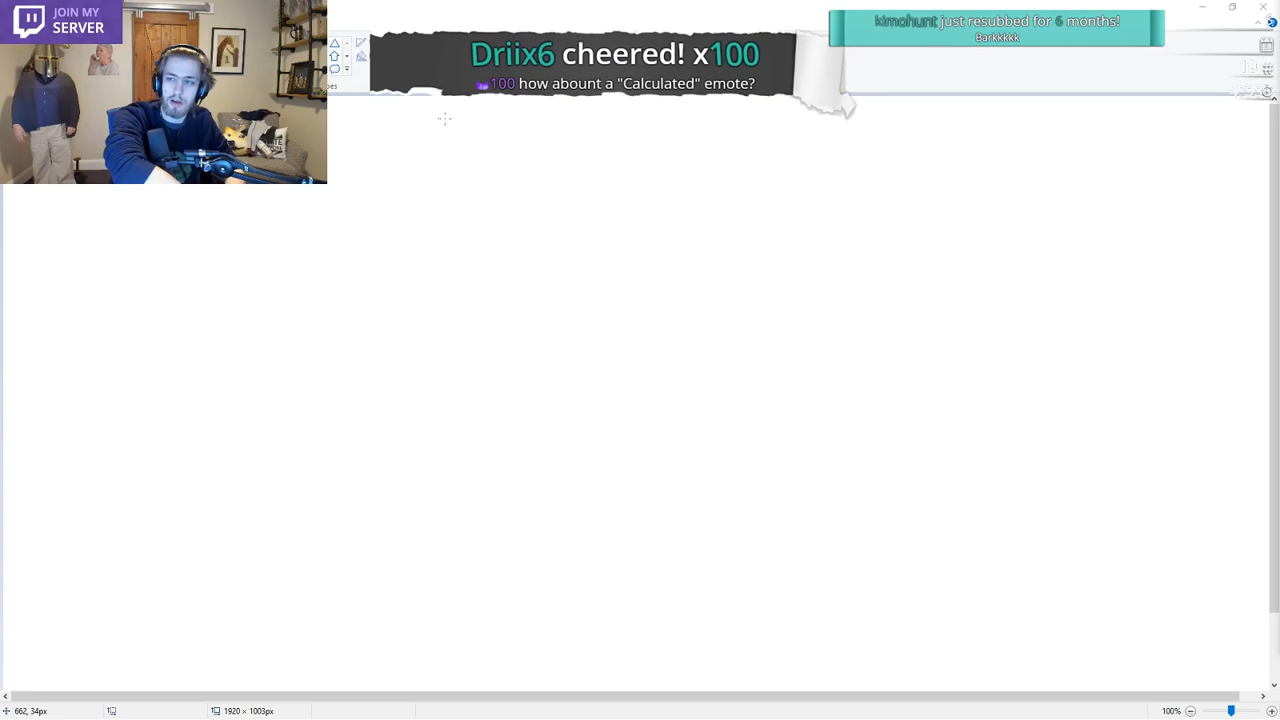 JOIN MY
SERVER
Driix6 cheered! x100
100 how abount a "Calculated" emote?
kimohunt just resubbed for 6 months!
Barkkkkk
662, 34px
1920 × 1003px
100%